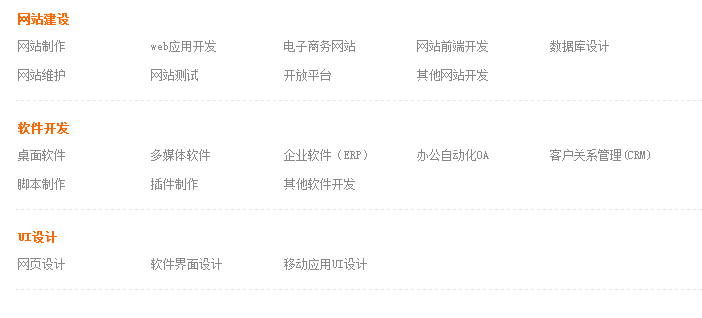 网站建设
网站制作 web应用开发 电子商务网站 网站前端开发 数据库设计
网站维护 网站测试 开放平台 其他网站开发
软件开发
桌面软件 多媒体软件 企业软件（ERP） 办公自动化OA 客户关系管理(CRM)
脚本制作 插件制作 其他软件开发
UI设计
网页设计 软件界面设计 移动应用UI设计